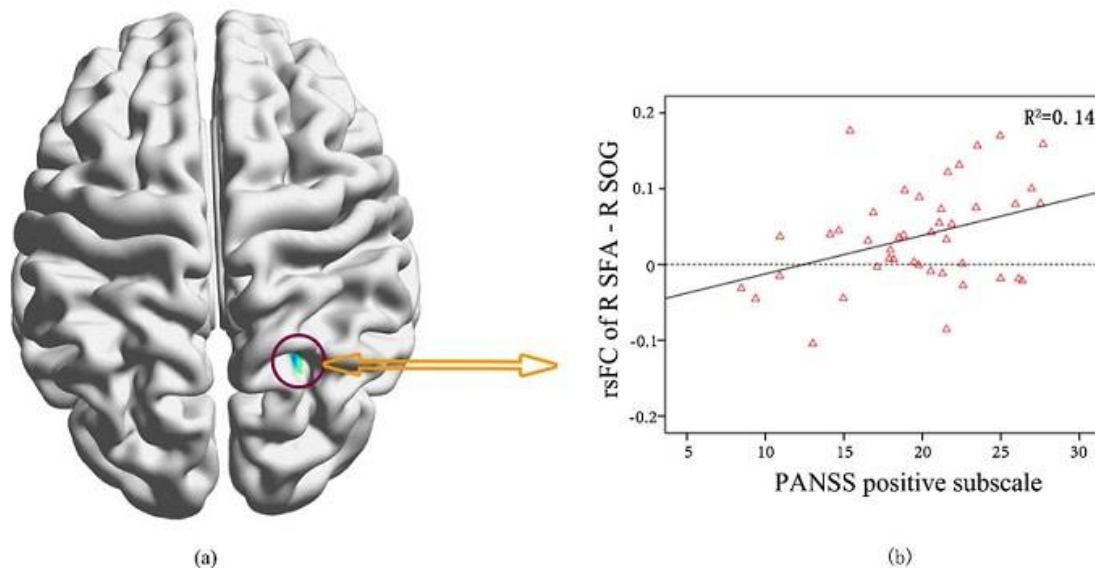 R²=0.14
rsFC of R SFA - R SOG
0.2
0.1
0
-0.1
-0.2
5 10 15 20 25 30
PANSS positive subscale
(a)
(b)